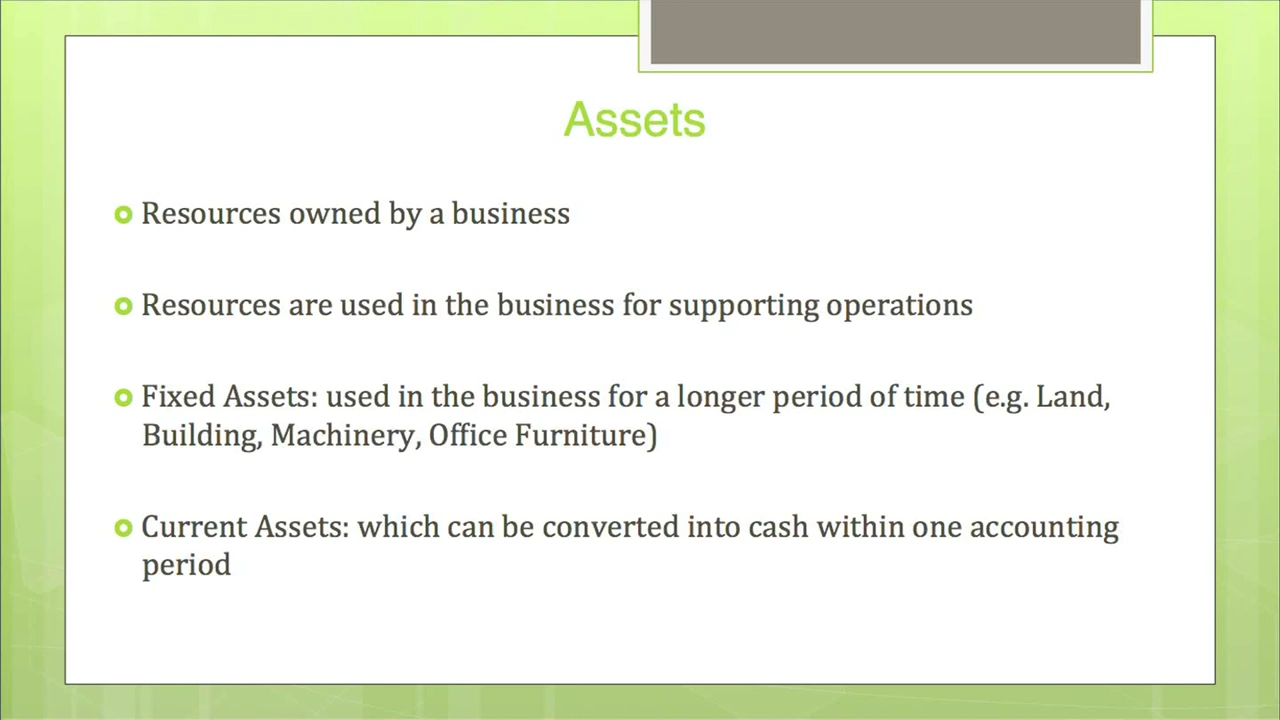 Assets
Resources owned by a business
Resources are used in the business for supporting operations
Fixed Assets: used in the business for a longer period of time (e.g. Land,
Building, Machinery, Office Furniture)
Current Assets: which can be converted into cash within one accounting
period